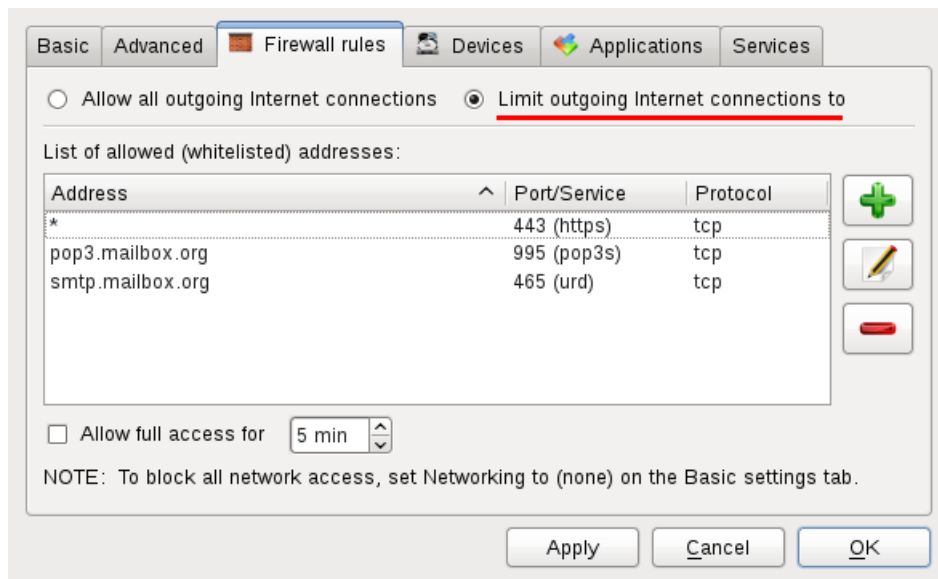 Basic Advanced Firewall rules Devices Applications Services
Allow all outgoing Internet connections Limit outgoing Internet connections to
List of allowed (whitelisted) addresses:
Address Port/Service Protocol
* 443 (https) tcp
pop3.mailbox.org 995 (pop3s) tcp
smtp.mailbox.org 465 (urd) tcp
Allow full access for 5 min
NOTE: To block all network access, set Networking to (none) on the Basic settings tab.
Apply Cancel OK